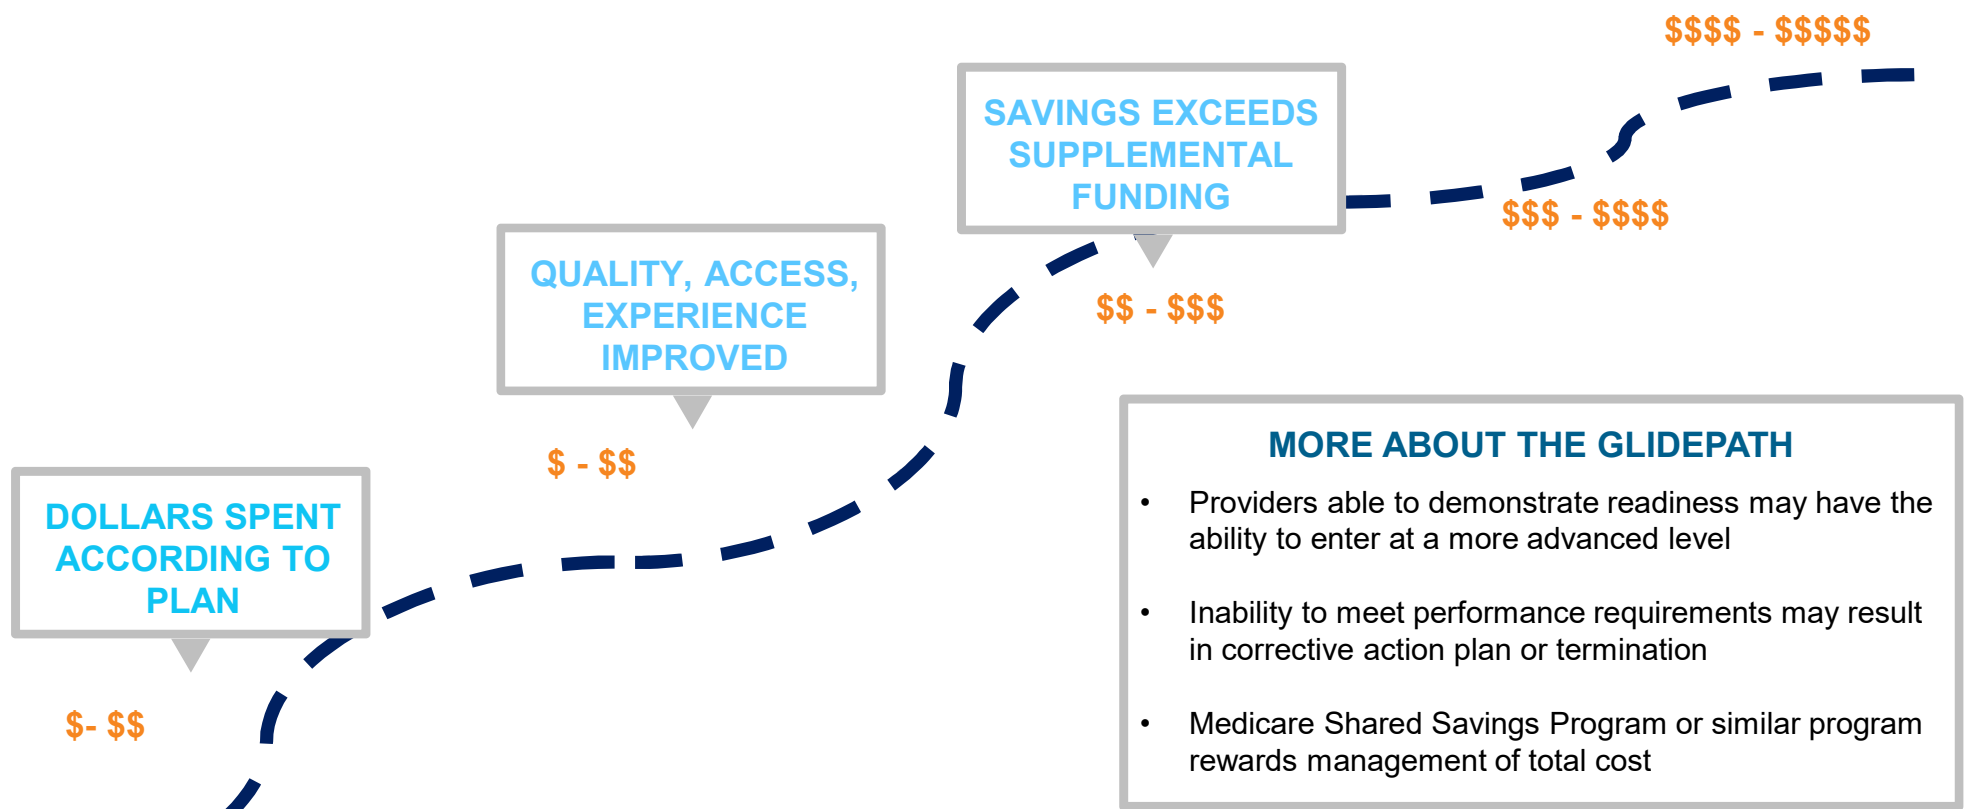 $$$$ - $$$$$
SAVINGS EXCEEDS
SUPPLEMENTAL
FUNDING
$$$ - $$$$
$$ - $$$
QUALITY, ACCESS,
EXPERIENCE
IMPROVED
$ - $$
DOLLARS SPENT
ACCORDING TO
PLAN
$- $$
MORE ABOUT THE GLIDEPATH
• Providers able to demonstrate readiness may have the
ability to enter at a more advanced level
• Inability to meet performance requirements may result
in corrective action plan or termination
• Medicare Shared Savings Program or similar program
rewards management of total cost